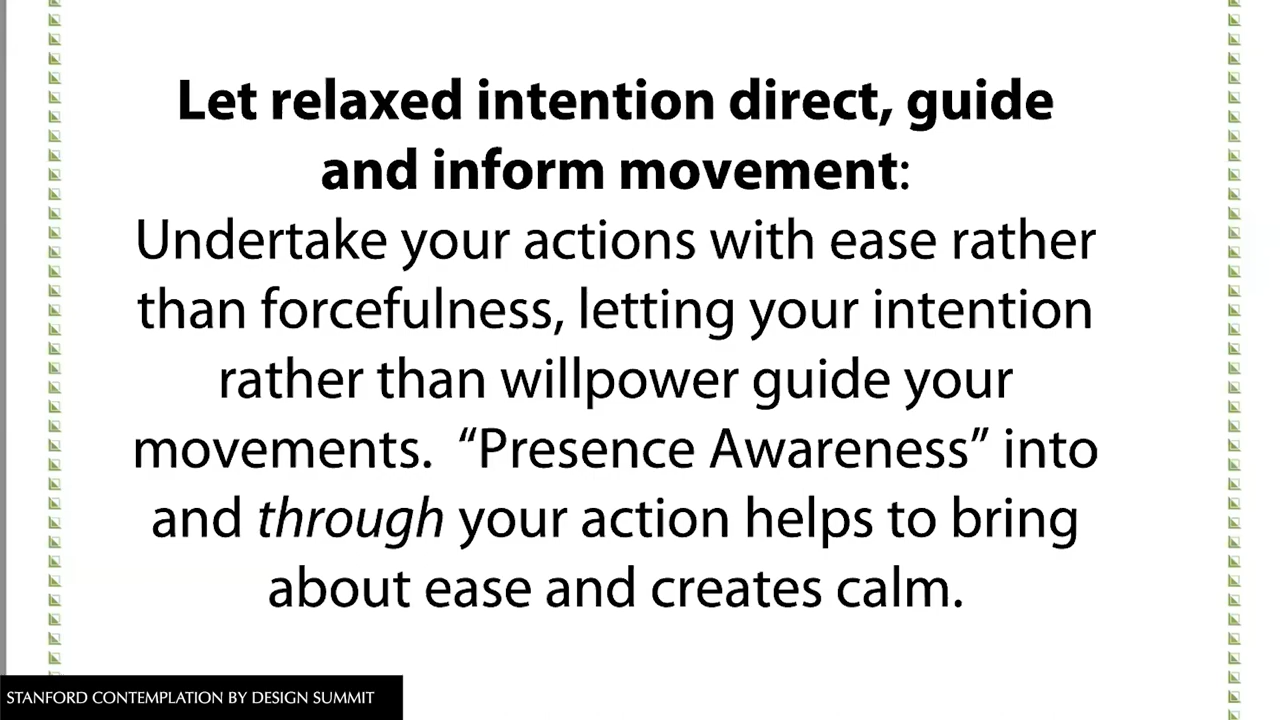 Let relaxed intention direct, guide
and inform movement:
Undertake your actions with ease rather
than forcefulness, letting your intention
rather than willpower guide your
movements.  “Presence Awareness” into
and through your action helps to bring
about ease and creates calm.
STANFORD CONTEMPLATION BY DESIGN SUMMIT